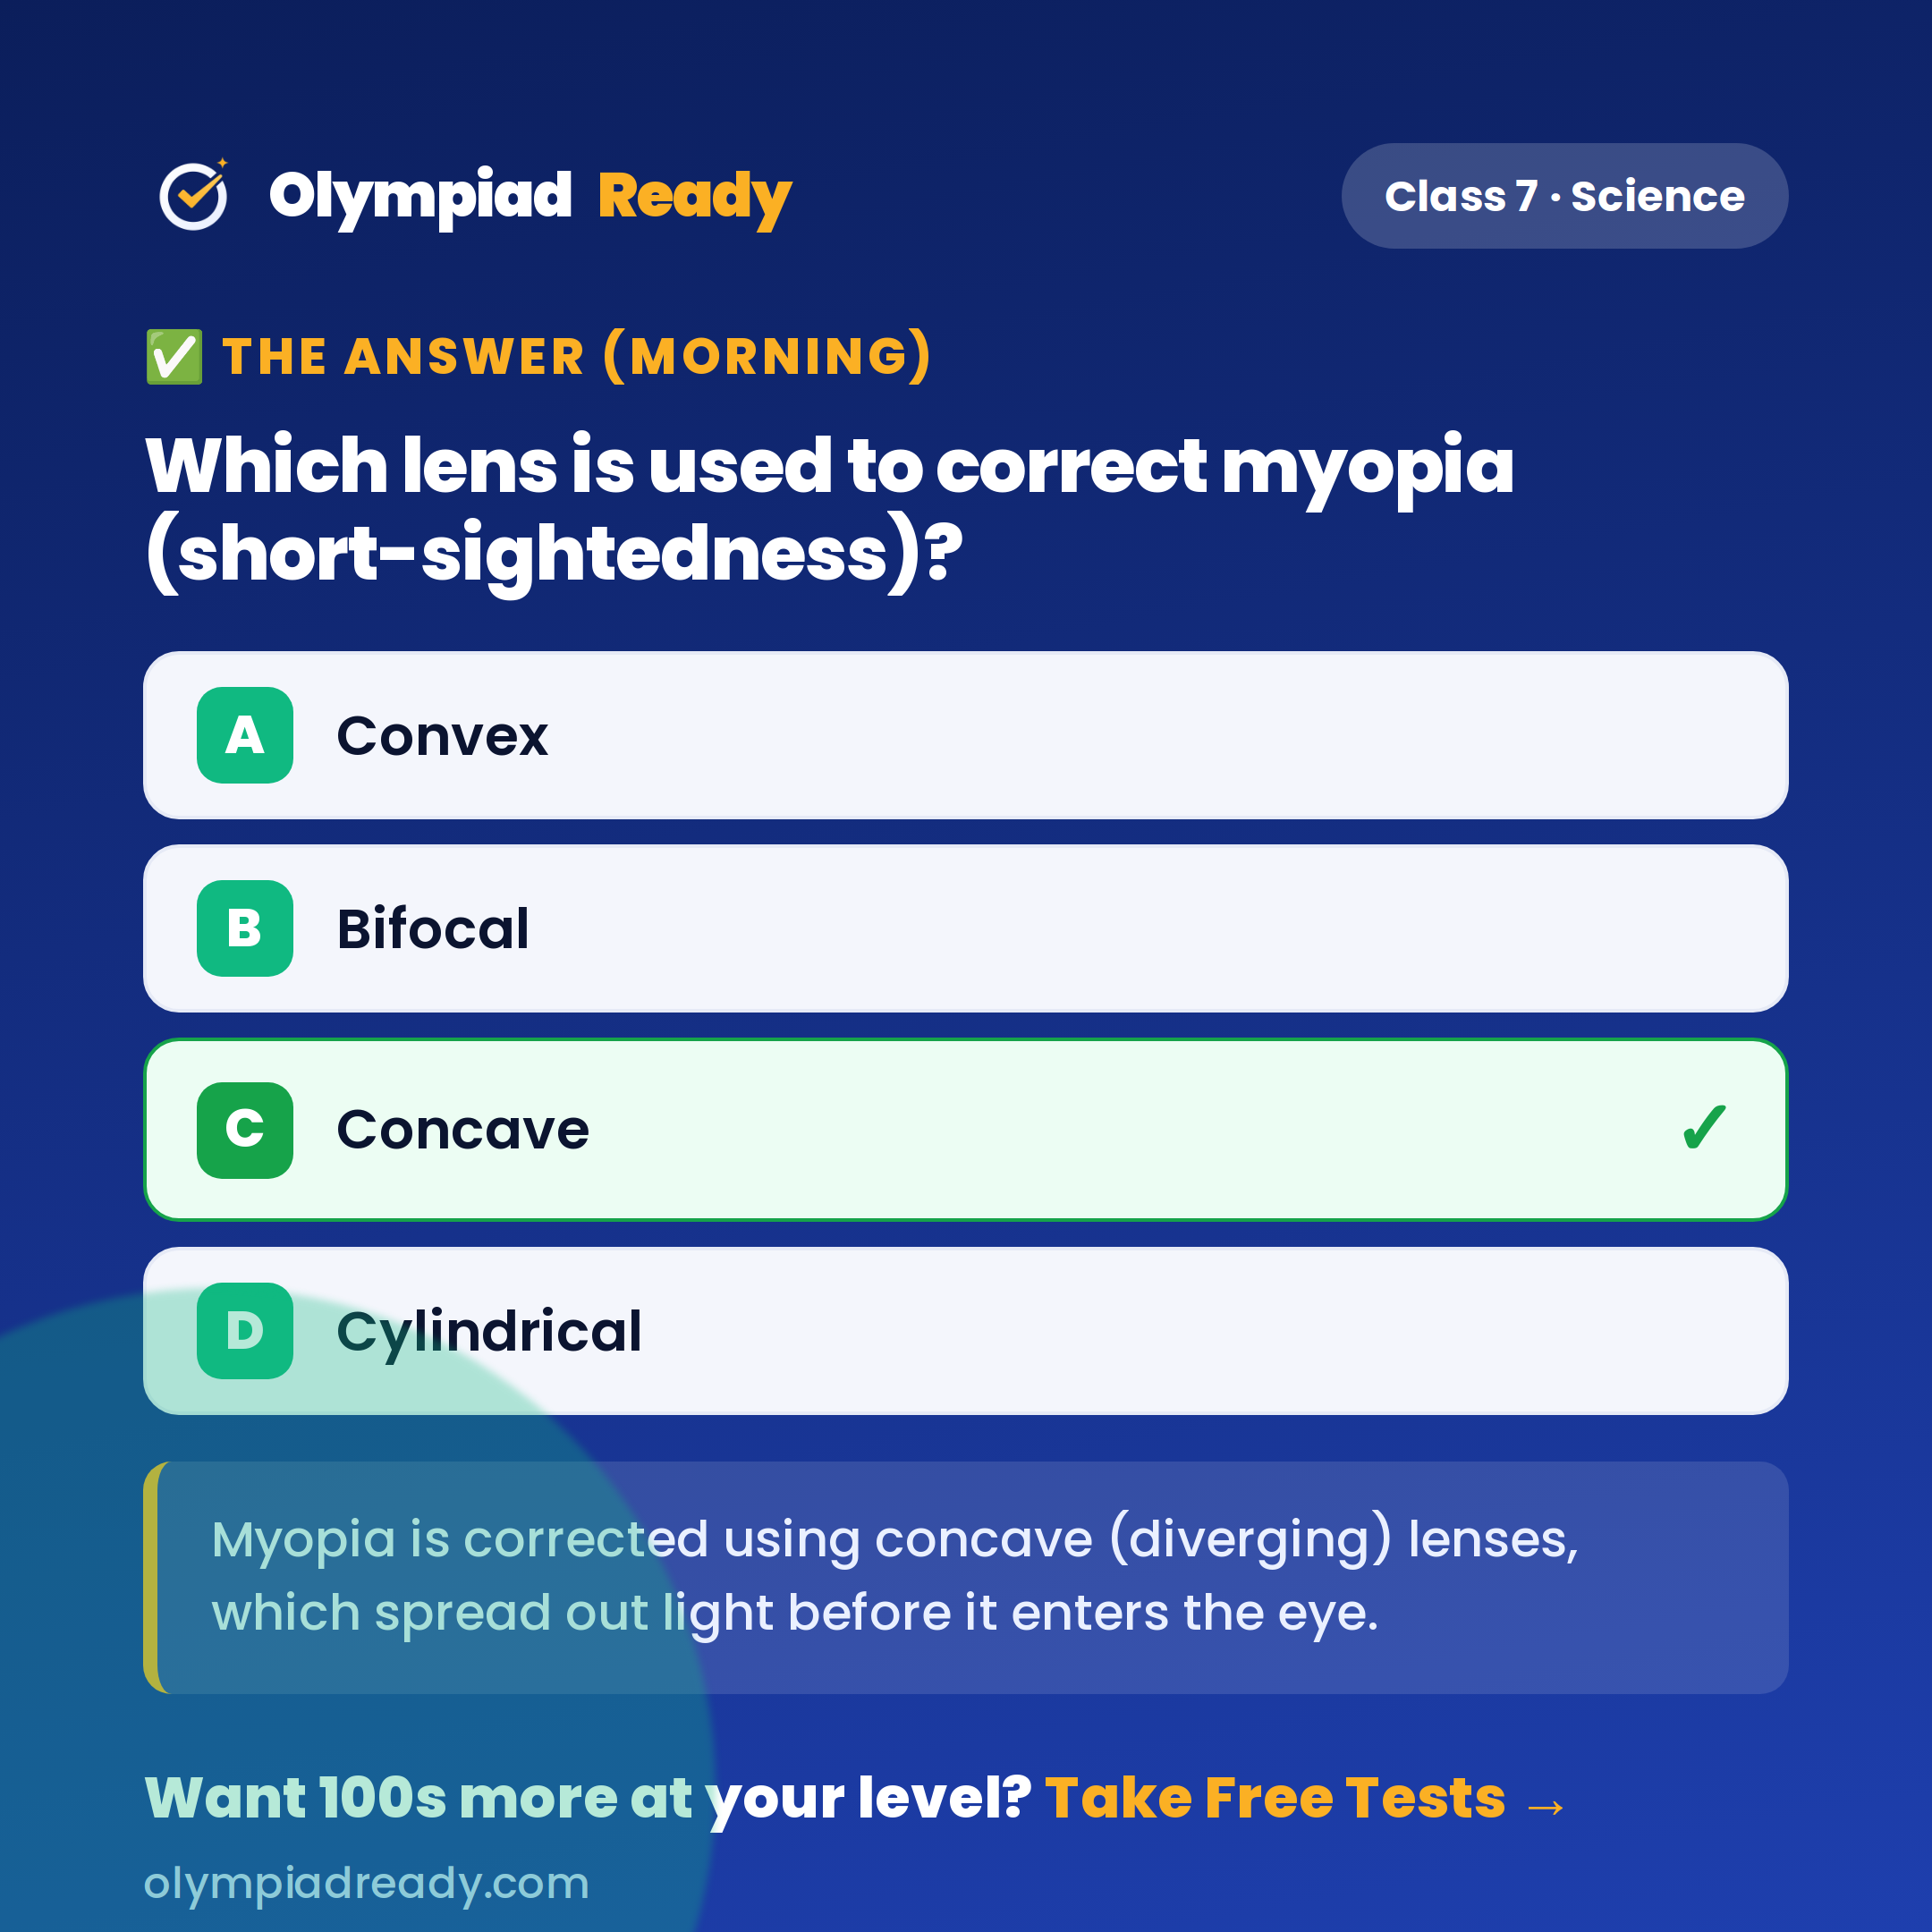 Olympiad Ready
Class 7 · Science
✅ THE ANSWER (MORNING)
Which lens is used to correct myopia
(short-sightedness)?
A Convex
B Bifocal
C Concave ✓
D Cylindrical
Myopia is corrected using concave (diverging) lenses,
which spread out light before it enters the eye.
Want 100s more at your level? Take Free Tests →
olympiadready.com